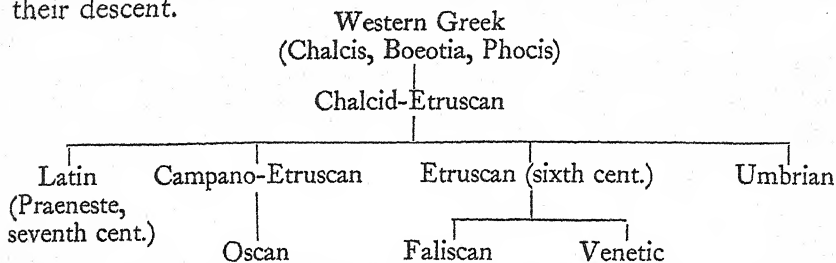 their descent.
Western Greek
(Chalcis, Boeotia, Phocis)
Chalcid-Etruscan
Latin Campano-Etruscan Etruscan (sixth cent.) Umbrian
(Praeneste,
seventh cent.)
Oscan Faliscan Venetic